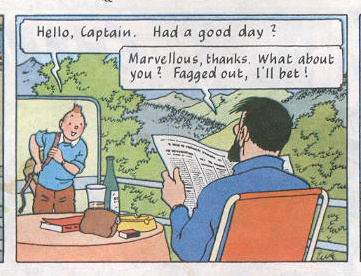 Hello, Captain. Had a good day?
Marvellous, thanks. What about
you? Fagged out, I'll bet!